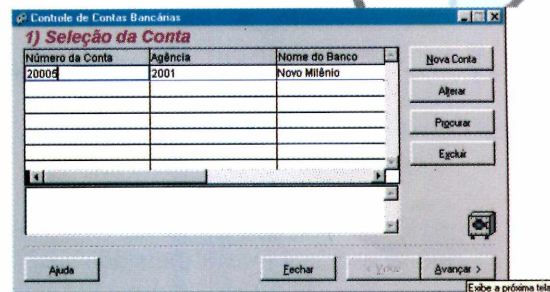 Controle de Contas Bancárias
1) Seleção da Conta
Número da Conta Agência Nome do Banco
20005 2001 Novo Milênio
Nova Conta
Alterar
Procurar
Excluir
Ajuda Fechar < Voltar Avançar >
Exibe a próxima tela